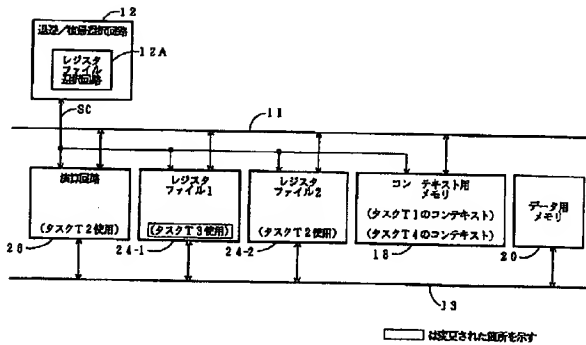 12
退避/復帰選択回路
12A
レジスタ
ファイル
選択回路
SC
11
演算回路
(タスクT2使用)
レジスタ
ファイル1
(タスクT3使用)
レジスタ
ファイル2
(タスクT2使用)
コンテキスト用
メモリ
(タスクT1のコンテキスト)
(タスクT4のコンテキスト)
データ用
メモリ
26
24-1
24-2
18
20
13
は変更された箇所を示す